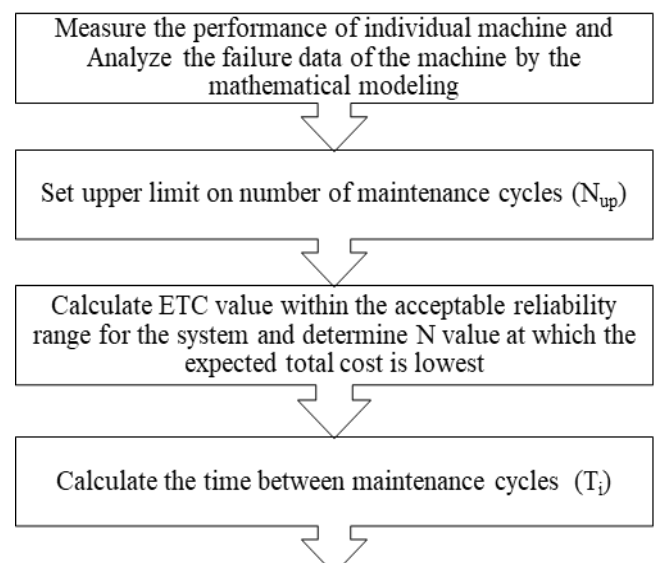 Measure the performance of individual machine and
Analyze the failure data of the machine by the
mathematical modeling
Set upper limit on number of maintenance cycles (Nup)
Calculate ETC value within the acceptable reliability
range for the system and determine N value at which the
expected total cost is lowest
Calculate the time between maintenance cycles (Ti)